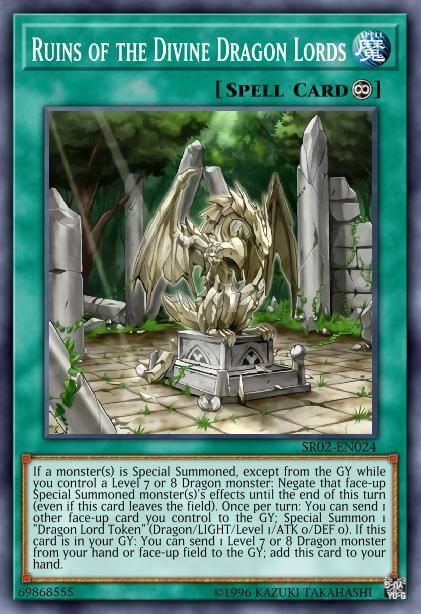 RUINS OF THE DIVINE DRAGON LORDS
SPELL
魔
[SPELL CARD]
SR02-EN024
If a monster(s) is Special Summoned, except from the GY while
you control a Level 7 or 8 Dragon monster: Negate that face-up
Special Summoned monster(s)'s effects until the end of this turn
(even if this card leaves the field). Once per turn: You can send 1
other face-up card you control to the GY; Special Summon 1
"Dragon Lord Token" (Dragon/LIGHT/Level 1/ATK 0/DEF 0). If this
card is in your GY: You can send 1 Level 7 or 8 Dragon monster
from your hand or face-up field to the GY; add this card to your
hand.
69868555
©1996 KAZUKI TAKAHASHI